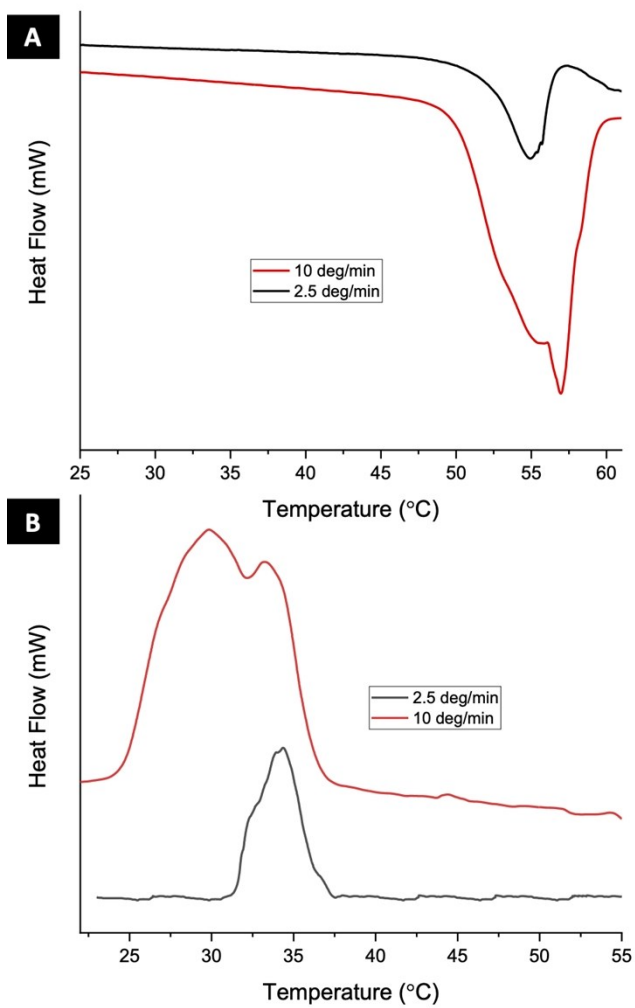 A
Heat Flow (mW)
10 deg/min
2.5 deg/min
25 30 35 40 45 50 55 60
Temperature (°C)
B
Heat Flow (mW)
2.5 deg/min
10 deg/min
25 30 35 40 45 50 55
Temperature (°C)